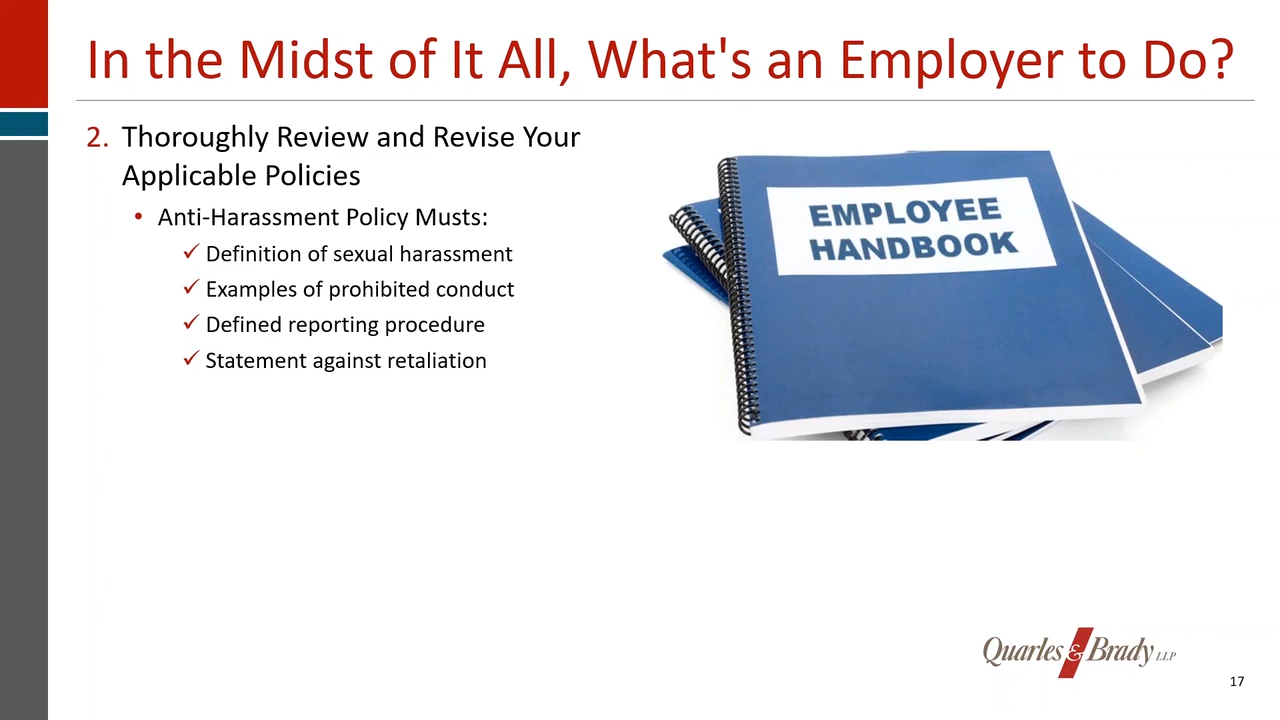 In the Midst of It All, What's an Employer to Do?
2. Thoroughly Review and Revise Your
Applicable Policies
• Anti-Harassment Policy Musts:
✓ Definition of sexual harassment
✓ Examples of prohibited conduct
✓ Defined reporting procedure
✓ Statement against retaliation
EMPLOYEE
HANDBOOK
Quarles & Brady LLP
17